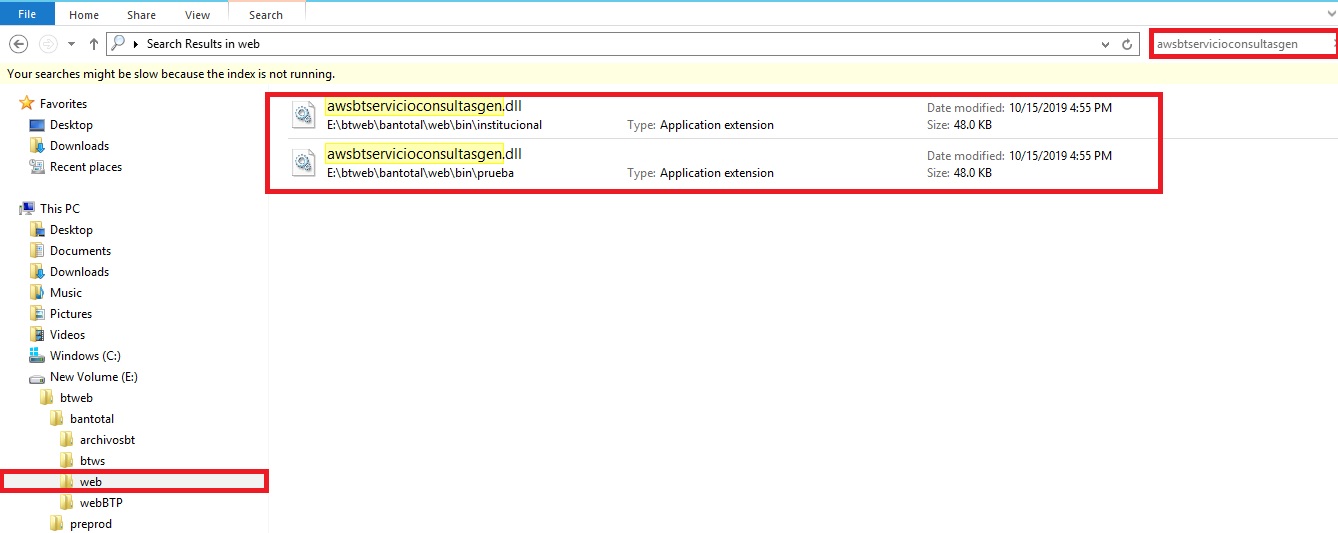 File Home Share View Search
Search Results in web awsbtservicioconsultasgen
Your searches might be slow because the index is not running.
Favorites
Desktop
Downloads
Recent places
This PC
Desktop
Documents
Downloads
Music
Pictures
Videos
Windows (C:)
New Volume (E:)
btweb
bantotal
archivosbt
btws
web
webBTP
preprod
awsbtservicioconsultasgen.dll Date modified: 10/15/2019 4:55 PM
E:\btweb\bantotal\web\bin\institucional Type: Application extension Size: 48.0 KB
awsbtservicioconsultasgen.dll Date modified: 10/15/2019 4:55 PM
E:\btweb\bantotal\web\bin\prueba Type: Application extension Size: 48.0 KB